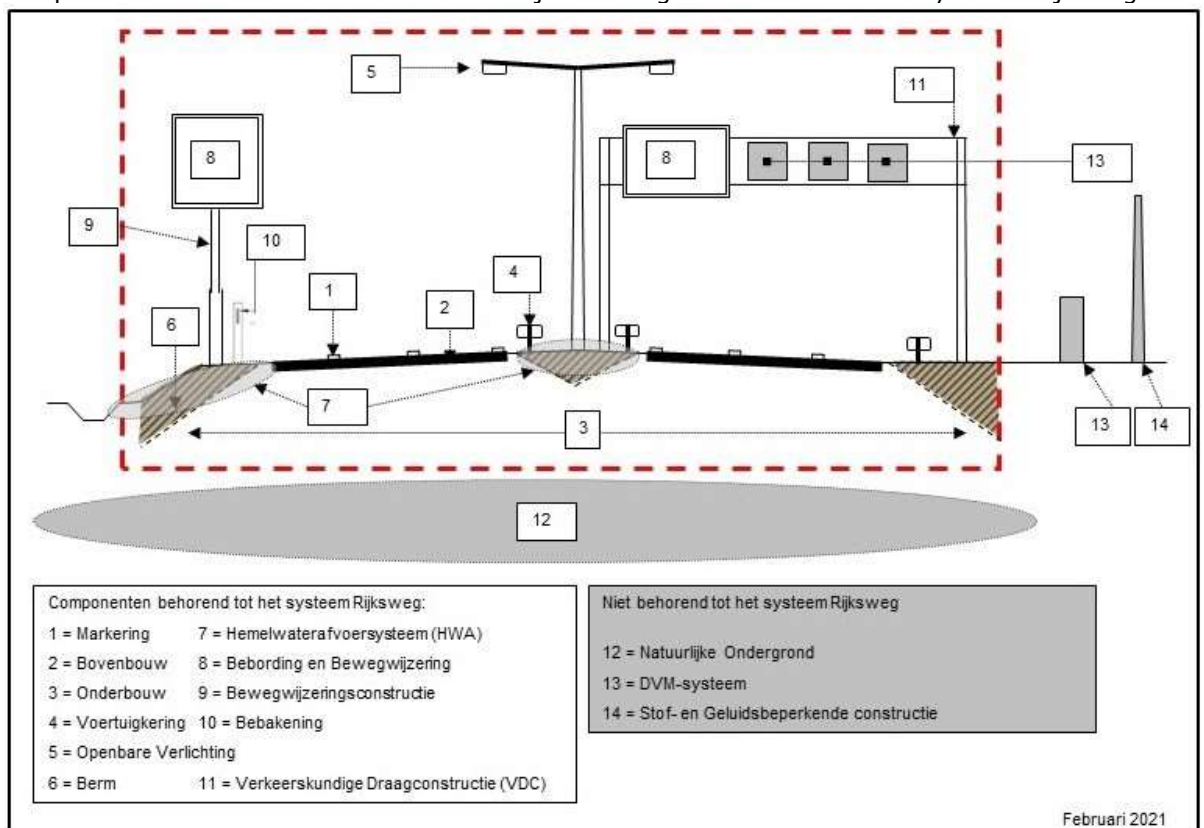 5
11
8
8
13
9
10
4
1
2
6
7
3
13
14
12
Componenten behorend tot het systeem Rijksweg:
1 = Markering 7 = Hemelwaterafvoersysteem (HWA)
2 = Bovenbouw 8 = Bebording en Bewegwijzering
3 = Onderbouw 9 = Bewegwijzeringsconstructie
4 = Voertuigkering 10 = Bebakening
5 = Openbare Verlichting
6 = Berm 11 = Verkeerskundige Draagconstructie (VDC)
Niet behorend tot het systeem Rijksweg
12 = Natuurlijke Ondergrond
13 = DVM-systeem
14 = Stof- en Geluidsbeperkende constructie
Februari 2021